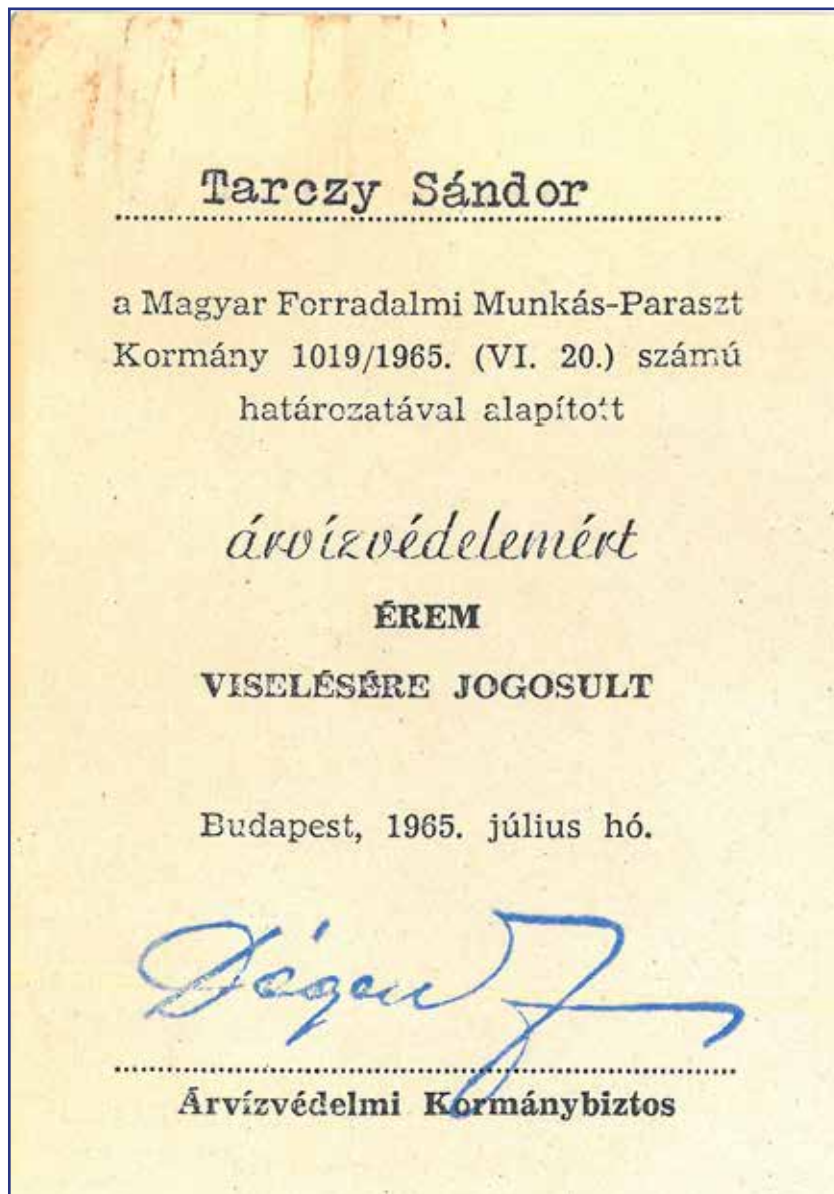 Tarczy Sándor
a Magyar Forradalmi Munkás-Paraszt
Kormány 1019/1965. (VI. 20.) számú
határozatával alapított
árvízvédelemért
ÉREM
VISELÉSÉRE JOGOSULT
Budapest, 1965. július hó.
Dégen
Árvízvédelmi Kormánybiztos